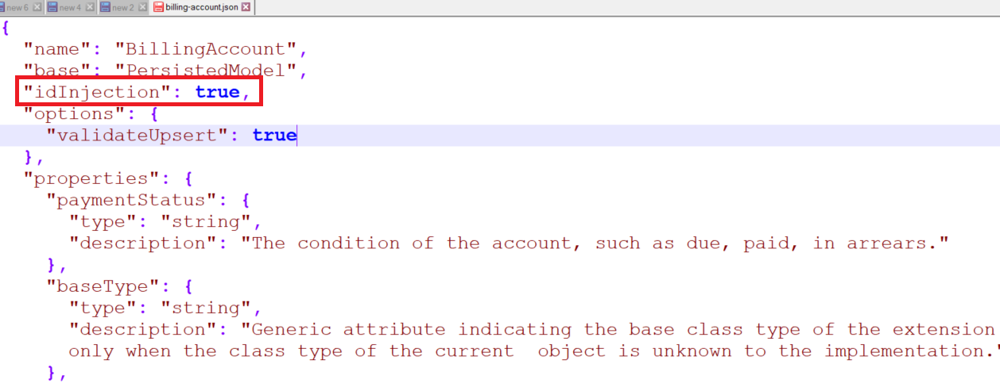 new 6 new 4 new 2 billing-account.json
{
"name": "BillingAccount",
"base": "PersistedModel",
"idInjection": true,
"options": {
"validateUpsert": true
},
"properties": {
"paymentStatus": {
"type": "string",
"description": "The condition of the account, such as due, paid, in arrears."
},
"baseType": {
"type": "string",
"description": "Generic attribute indicating the base class type of the extension
only when the class type of the current  object is unknown to the implementation."
},